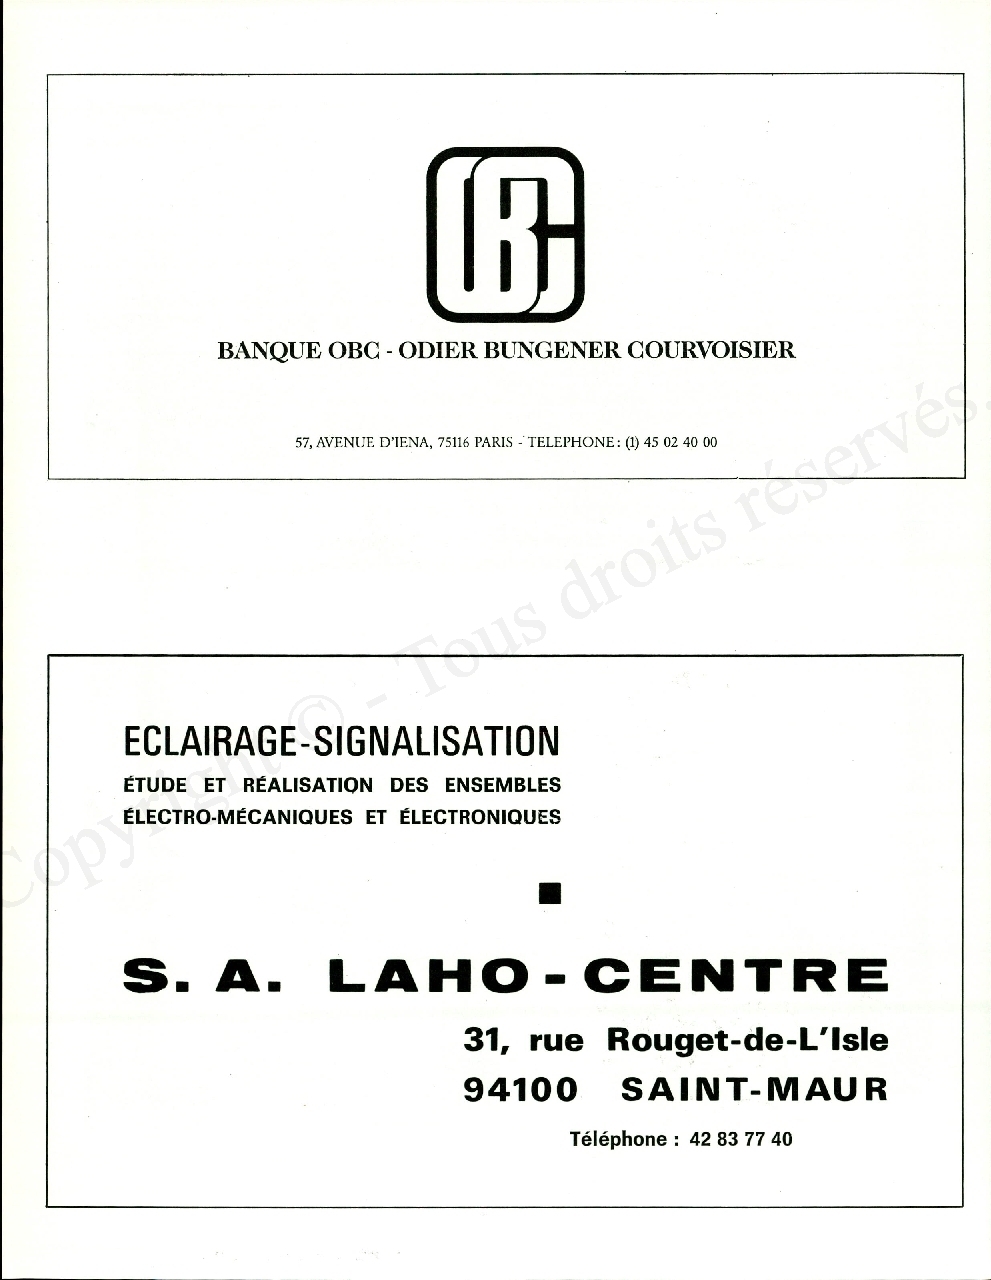 OBC
BANQUE OBC - ODIER BUNGENER COURVOISIER
57, AVENUE D'IENA, 75116 PARIS - TELEPHONE : (1) 45 02 40 00
Copyright © - Tous droits réservés.
ECLAIRAGE-SIGNALISATION
ÉTUDE ET RÉALISATION DES ENSEMBLES
ÉLECTRO-MÉCANIQUES ET ÉLECTRONIQUES
S. A. LAHO - CENTRE
31, rue Rouget-de-L'Isle
94100 SAINT-MAUR
Téléphone : 42 83 77 40